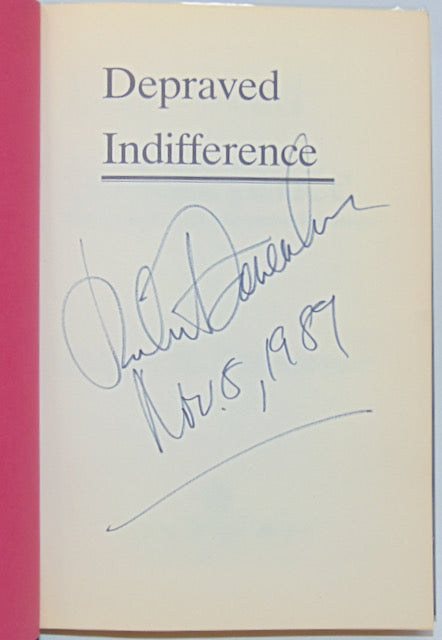 Depraved
Indifference
Nov. 8, 1989